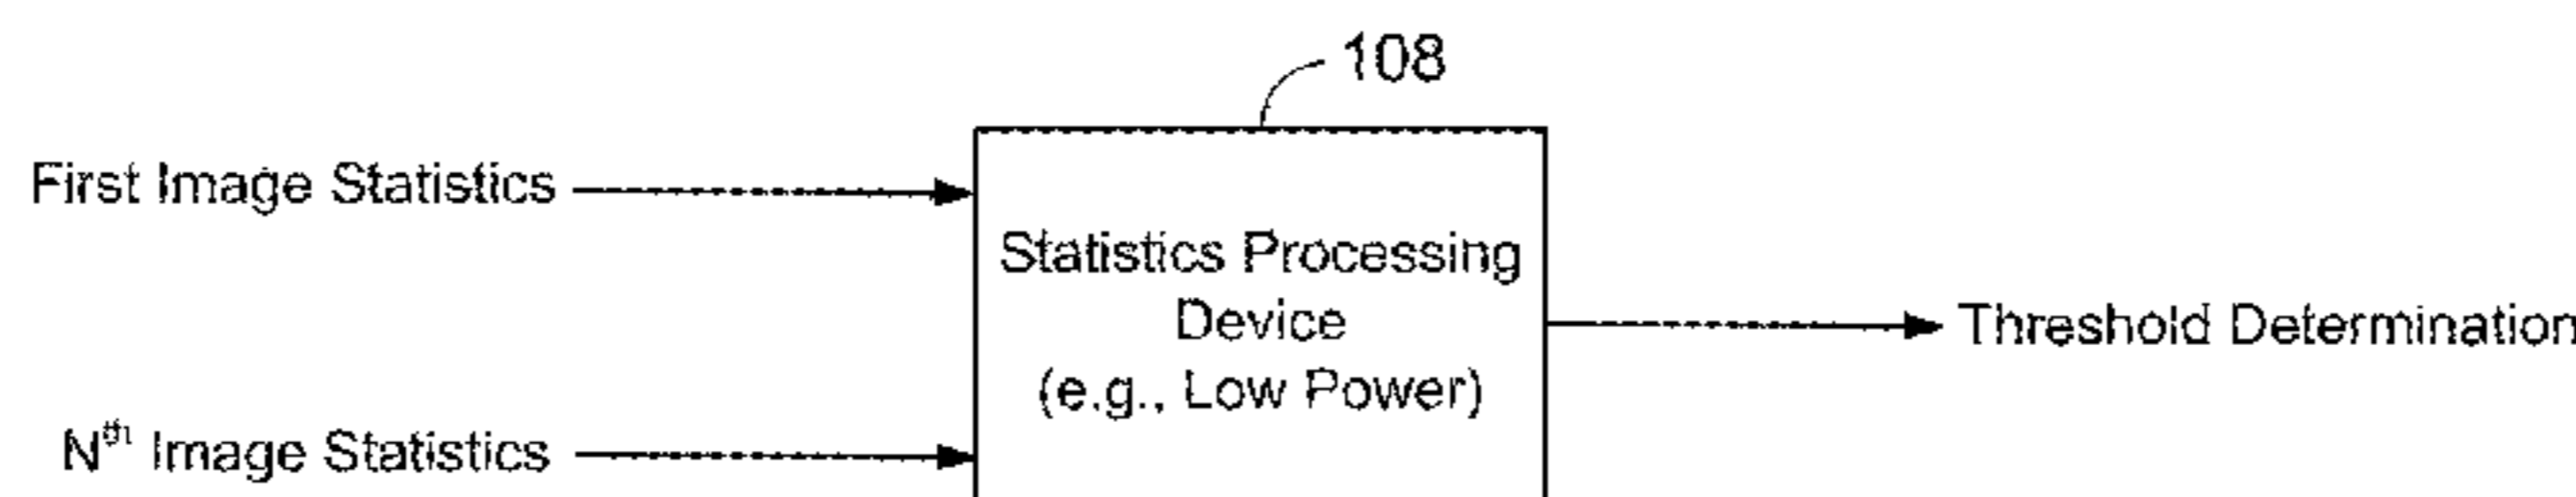 108
First Image Statistics
Statistics Processing
Device
(e.g., Low Power)
Threshold Determination
Nth Image Statistics